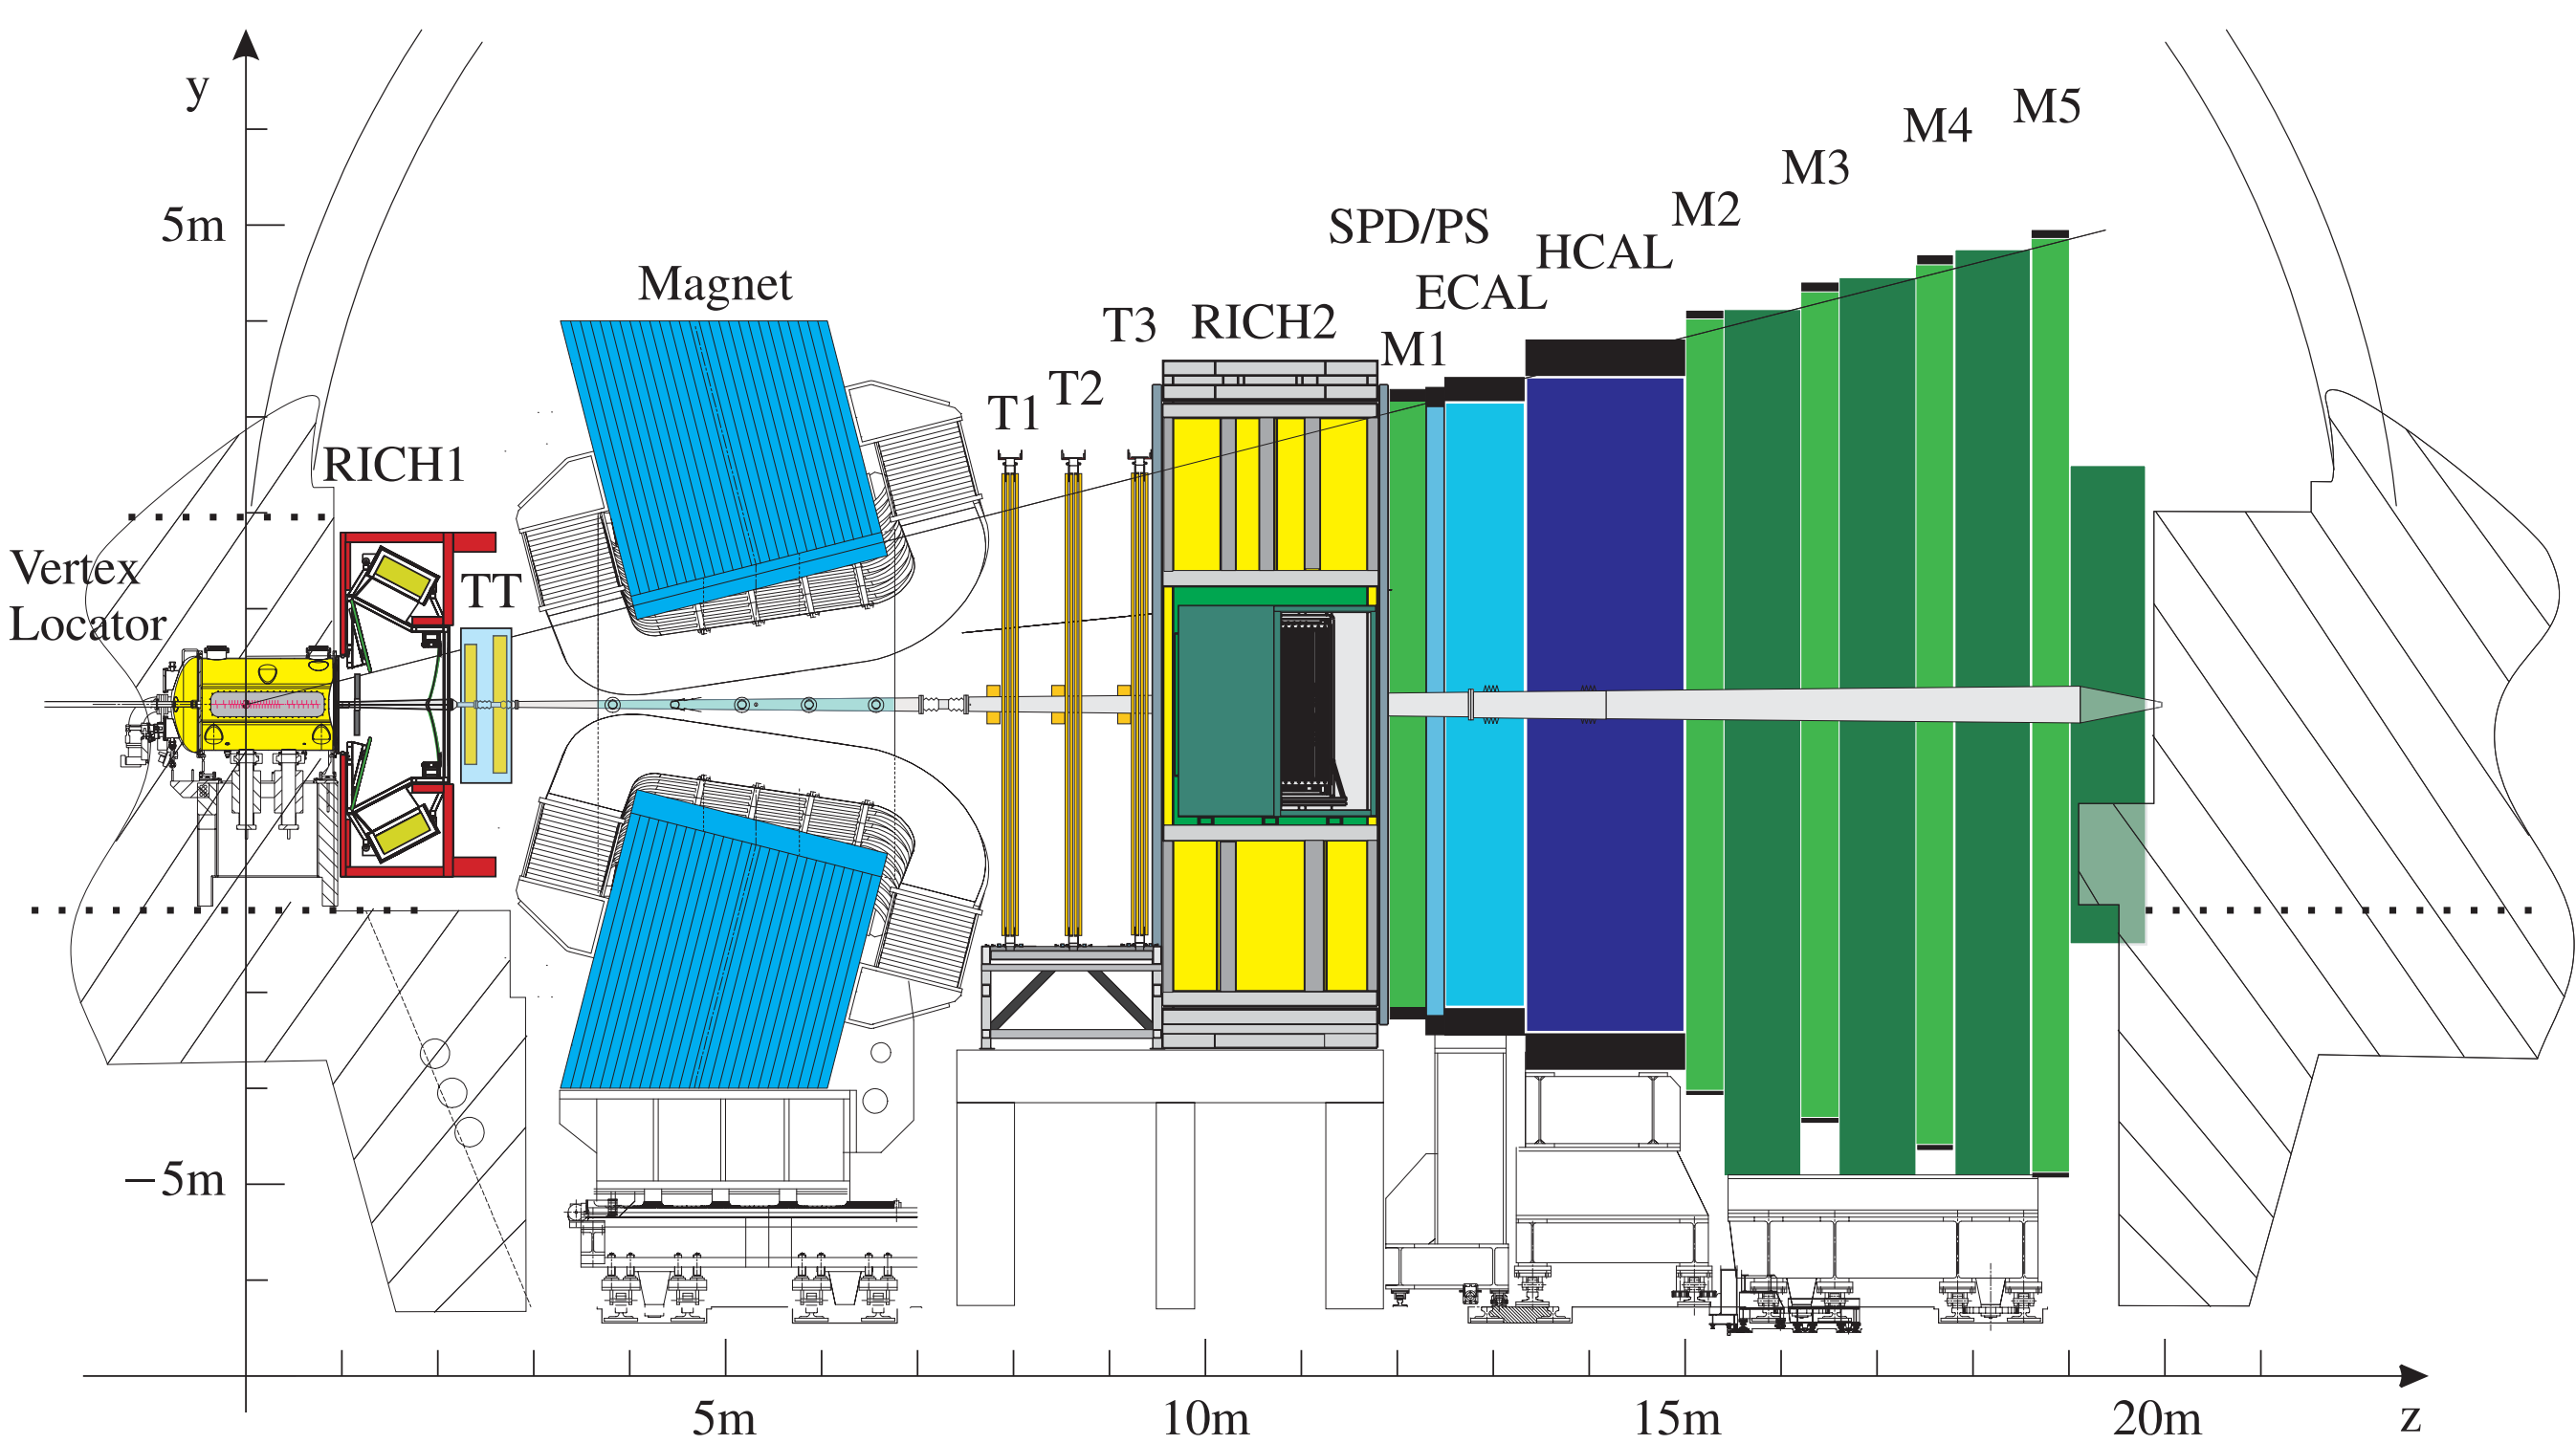 y
5m
−5m
Vertex
Locator
RICH1
TT
Magnet
T1
T2
T3
RICH2
M1
SPD/PS
ECAL
HCAL
M2
M3
M4
M5
5m
10m
15m
20m
z